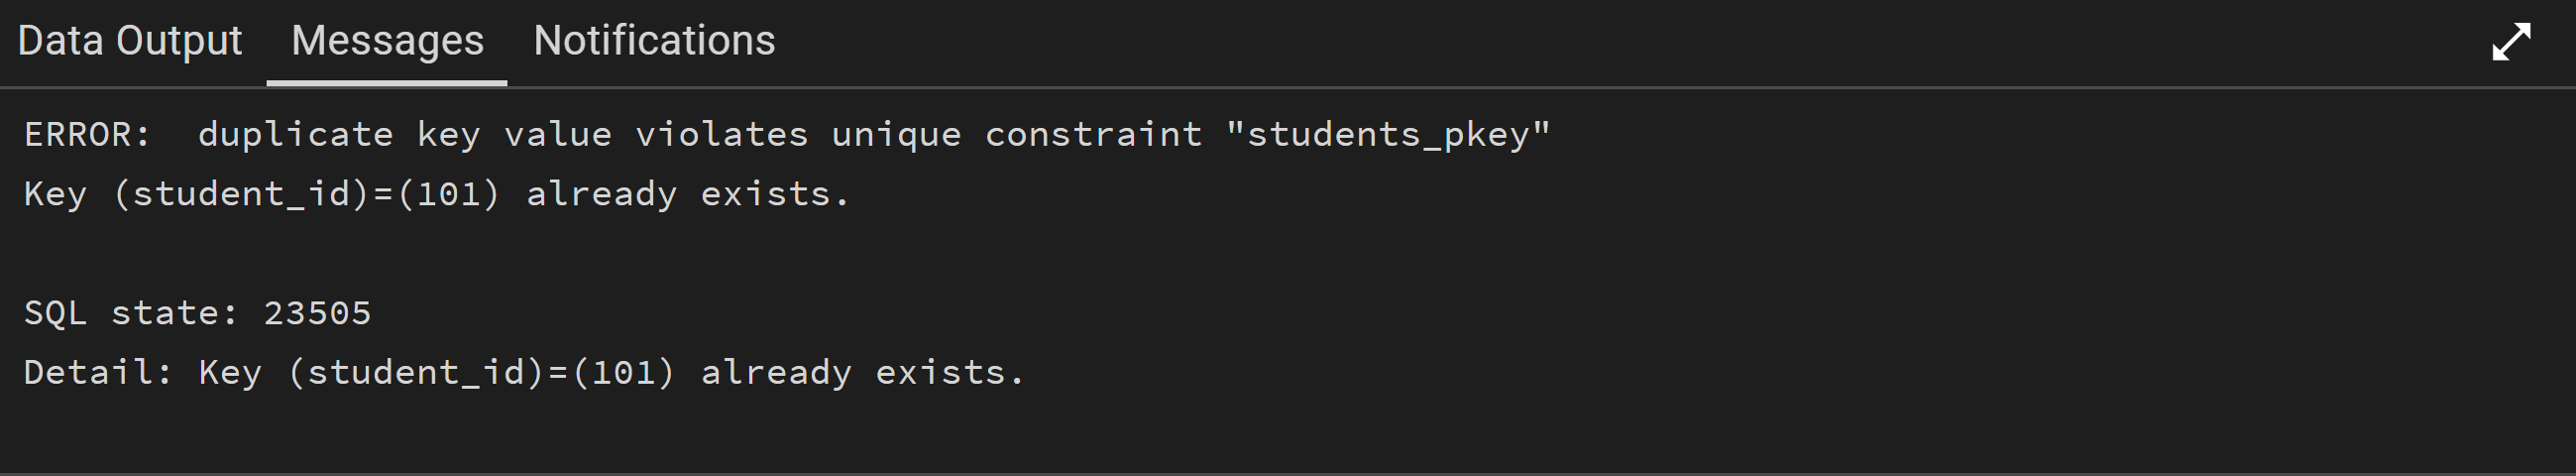 Data Output Messages Notifications
ERROR:  duplicate key value violates unique constraint "students_pkey"
Key (student_id)=(101) already exists.
SQL state: 23505
Detail: Key (student_id)=(101) already exists.